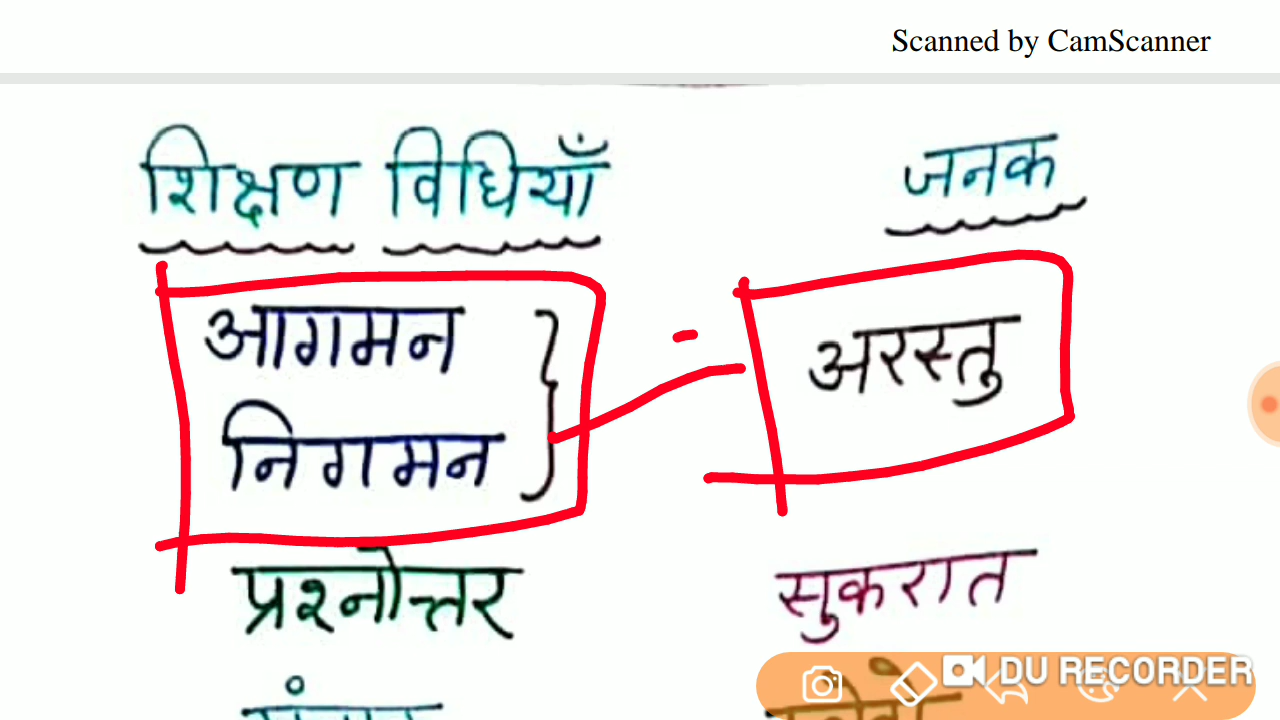 Scanned by CamScanner
शिक्षण विधियाँ जनक
आगमन
अरस्तु
निगमन
प्रश्नोत्तर सुकरात
DU RECORDER